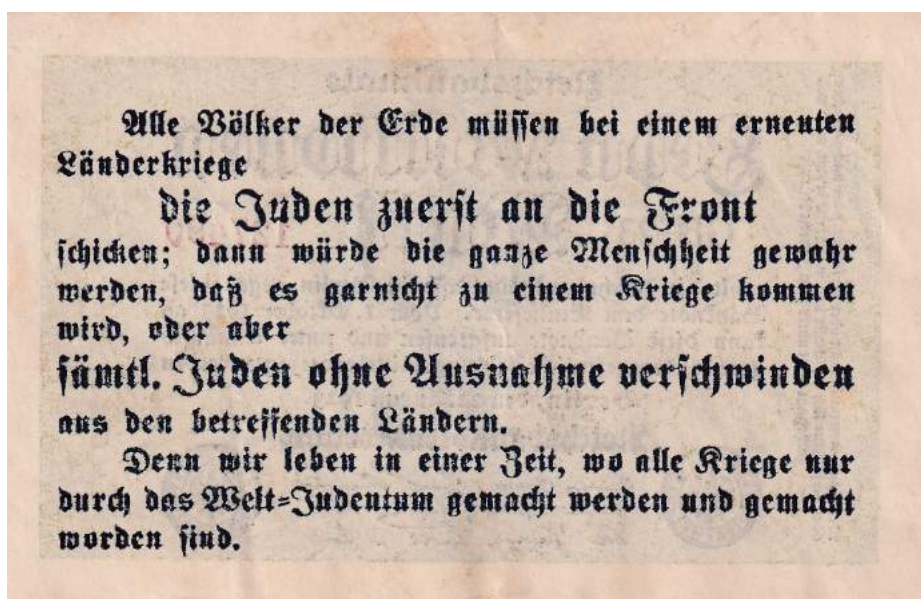 Alle Völker der Erde müssen bei einem erneuten
Länderkriege
die Juden zuerst an die Front
schicken; dann würde die ganze Menschheit gewahr
werden, daß es garnicht zu einem Kriege kommen
wird, oder aber
sämtl. Juden ohne Ausnahme verschwinden
aus den betreffenden Ländern.
Denn wir leben in einer Zeit, wo alle Kriege nur
durch das Welt-Judentum gemacht werden und gemacht
worden sind.